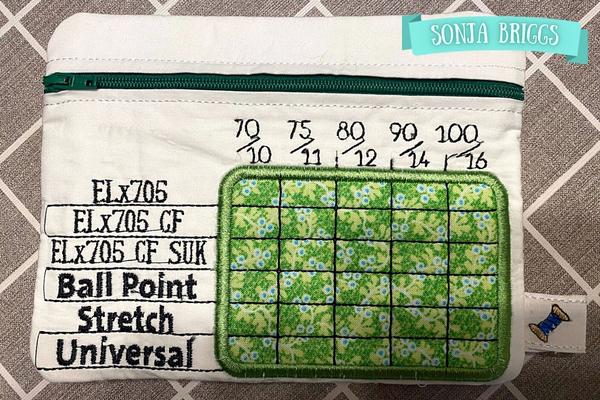 SONJA BRIGGS
70/10 75/11 80/12 90/14 100/16
ELx705
ELx705 CF
ELx705 CF SUK
Ball Point
Stretch
Universal